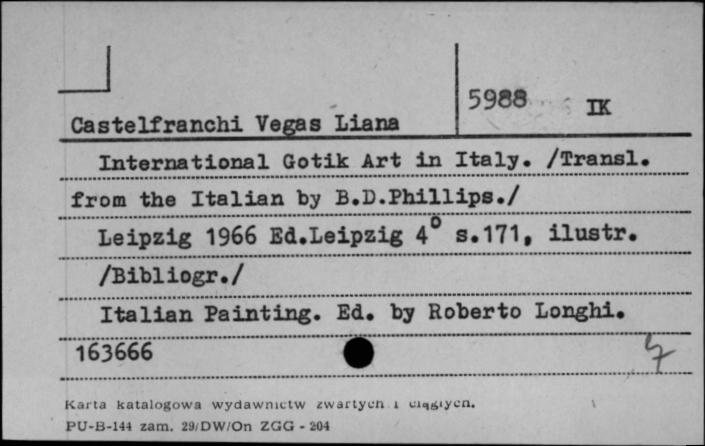 5988 IK
Castelfranchi Vegas Liana
International Gotik Art in Italy. /Transl.
from the Italian by B.D.Phillips./
Leipzig 1966 Ed.Leipzig 4° s.171, ilustr.
/Bibliogr./
Italian Painting. Ed. by Roberto Longhi.
163666
Karta katalogowa wydawnictw zwartych i ciągłych.
PU-B-144 zam. 29/DW/On ZGG - 204